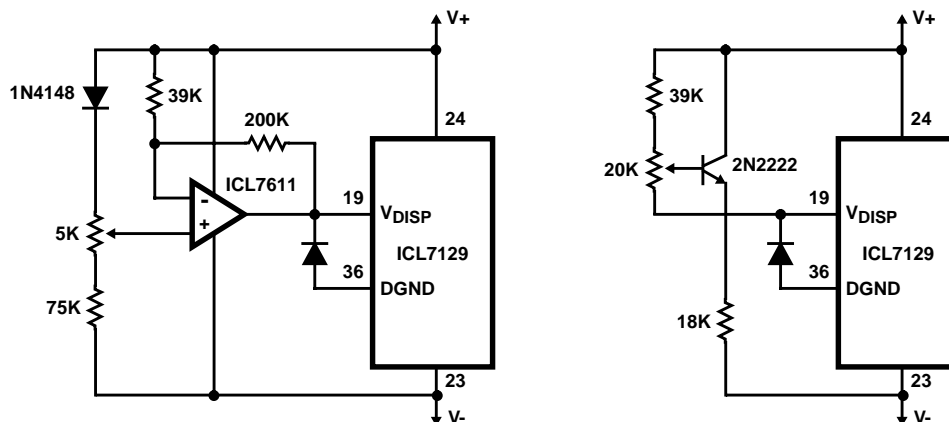 V+
1N4148
39K
200K
24
ICL7611
-
+
5K
19
VDISP
ICL7129
36
DGND
75K
23
V-
V+
39K
24
20K
2N2222
19
VDISP
ICL7129
36
DGND
18K
23
V-